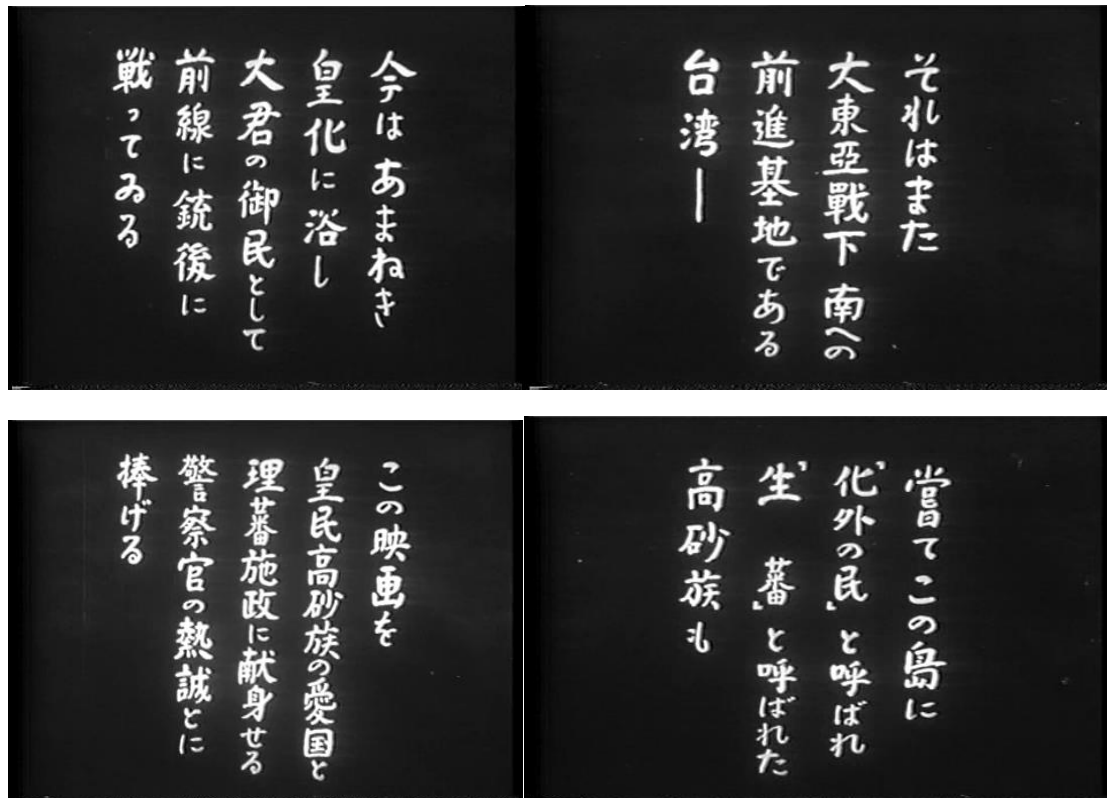 それはまた
大東亞戰下 南への
前進基地である
台湾―
嘗てこの島に
"化外の民"と呼ばれ
"生 蕃"と呼ばれた
高砂族も
今は あまねき
皇化に浴し
大君の御民として
前線に銃後に
戦ってゐる
この映画を
皇民高砂族の愛国と
理蕃施政に献身せる
警察官の熱誠とに
捧げる